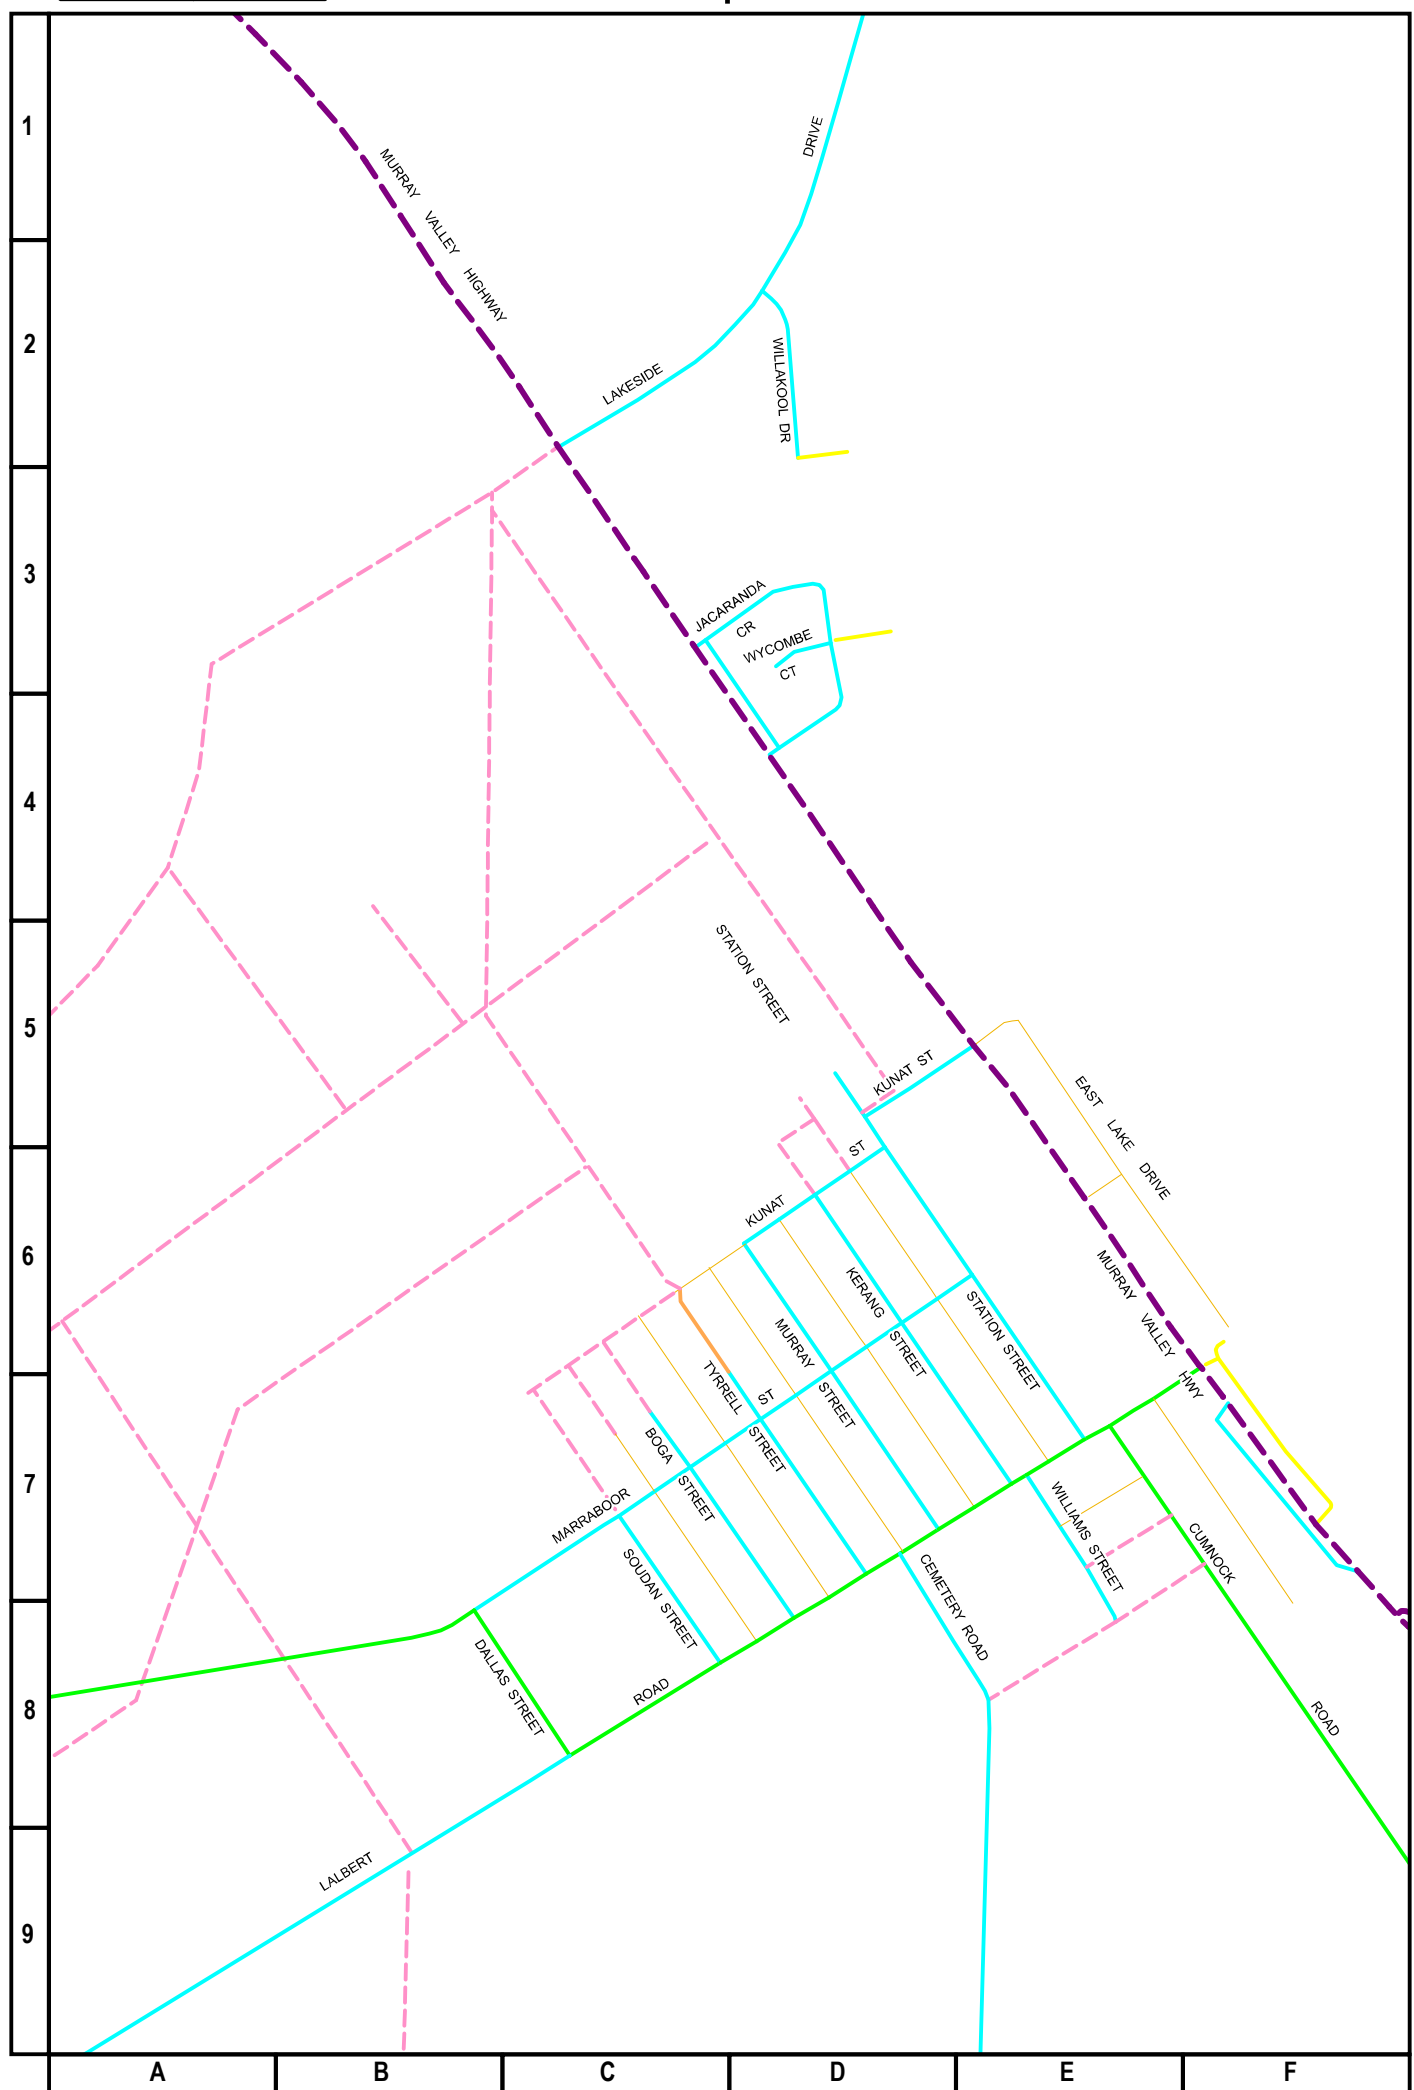 1
DRIVE
MURRAY VALLEY HIGHWAY
2
WILLAKOOL DR
LAKESIDE
3
JACARANDA
CR
WYCOMBE
CT
4
STATION STREET
5
KUNAT ST
EAST LAKE DRIVE
KUNAT ST
6
MURRAY VALLEY HWY
KERANG STREET
STATION STREET
MURRAY STREET
TYRRELL STREET
BOGA STREET
7
MARRABOOR ST
WILLIAMS STREET
SOUDAN STREET
CUMNOCK ROAD
CEMETERY ROAD
DALLAS STREET
8
LALBERT ROAD
9
A B C D E F